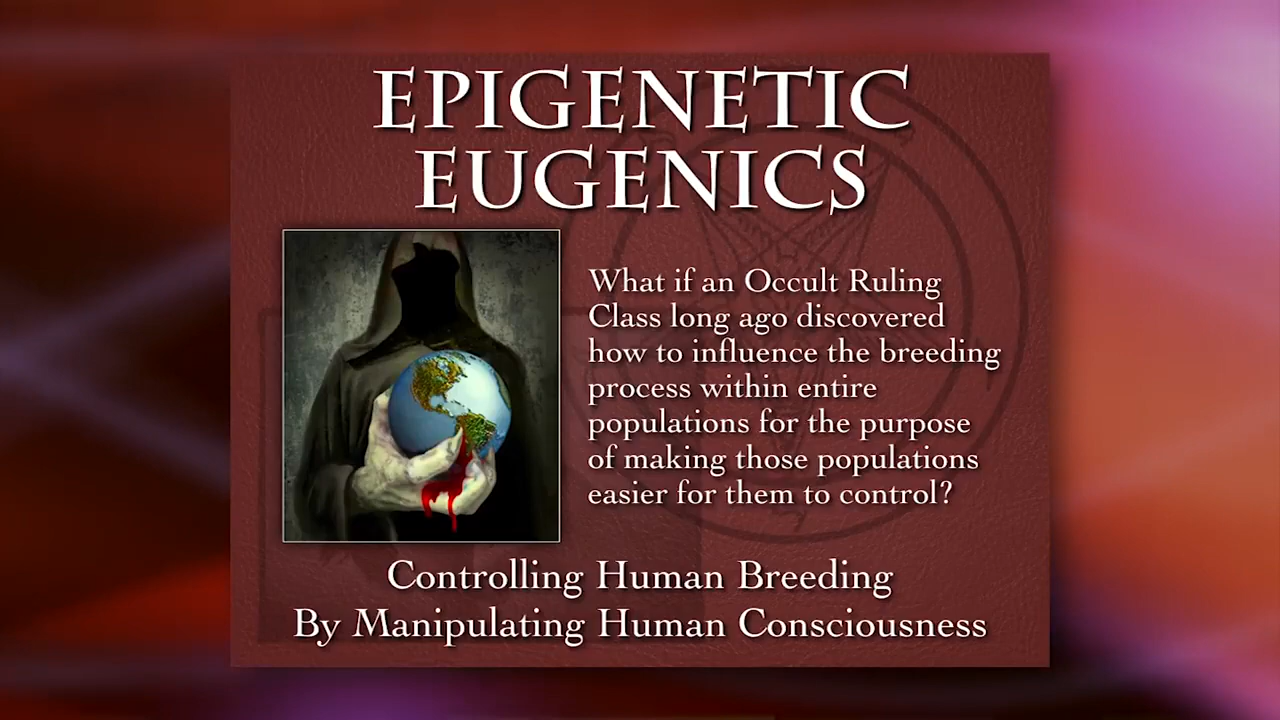 EPIGENETIC
EUGENICS
What if an Occult Ruling
Class long ago discovered
how to influence the breeding
process within entire
populations for the purpose
of making those populations
easier for them to control?
Controlling Human Breeding
By Manipulating Human Consciousness